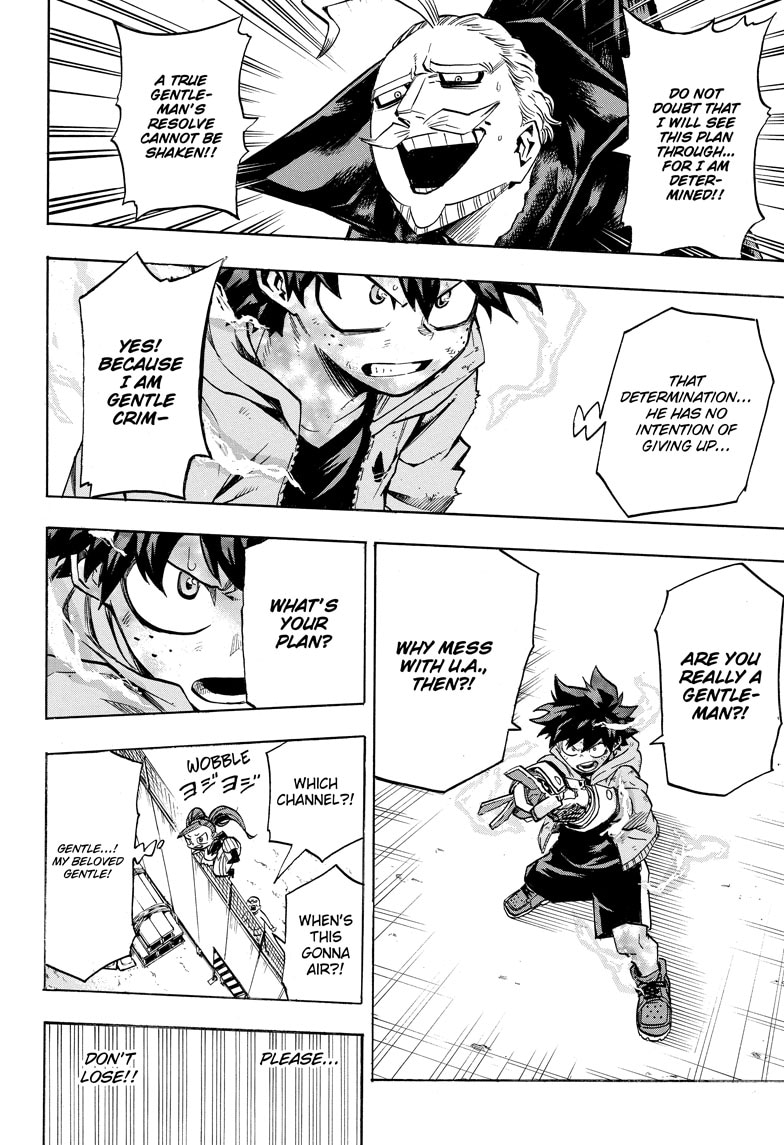 DO NOT
DOUBT THAT
I WILL SEE
THIS PLAN
THROUGH...
FOR I AM
DETER-
MINED!!
A TRUE
GENTLE-
MAN'S
RESOLVE
CANNOT BE
SHAKEN!!
THAT
DETERMINATION...
HE HAS NO
INTENTION OF
GIVING UP...
YES!
BECAUSE
I AM
GENTLE
CRIM-
ARE YOU
REALLY A
GENTLE-
MAN?!
WHY MESS
WITH U.A.,
THEN?!
WHAT'S
YOUR
PLAN?
WHICH
CHANNEL?!
WHEN'S
THIS
GONNA
AIR?!
WOBBLE
ヨジヨジ
GENTLE...!
MY BELOVED
GENTLE!
PLEASE...
DON'T
LOSE!!